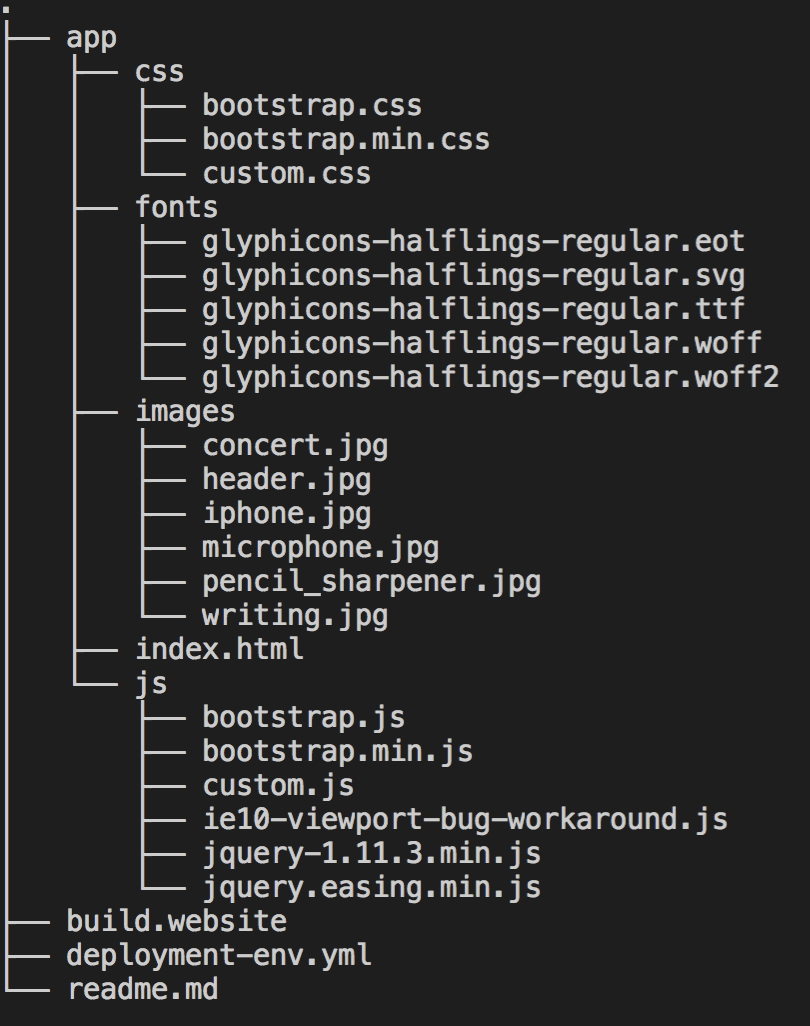 .
├── app
│   ├── css
│   │   ├── bootstrap.css
│   │   ├── bootstrap.min.css
│   │   └── custom.css
│   ├── fonts
│   │   ├── glyphicons-halflings-regular.eot
│   │   ├── glyphicons-halflings-regular.svg
│   │   ├── glyphicons-halflings-regular.ttf
│   │   ├── glyphicons-halflings-regular.woff
│   │   └── glyphicons-halflings-regular.woff2
│   ├── images
│   │   ├── concert.jpg
│   │   ├── header.jpg
│   │   ├── iphone.jpg
│   │   ├── microphone.jpg
│   │   ├── pencil_sharpener.jpg
│   │   └── writing.jpg
│   ├── index.html
│   └── js
│       ├── bootstrap.js
│       ├── bootstrap.min.js
│       ├── custom.js
│       ├── ie10-viewport-bug-workaround.js
│       ├── jquery-1.11.3.min.js
│       └── jquery.easing.min.js
├── build.website
├── deployment-env.yml
└── readme.md